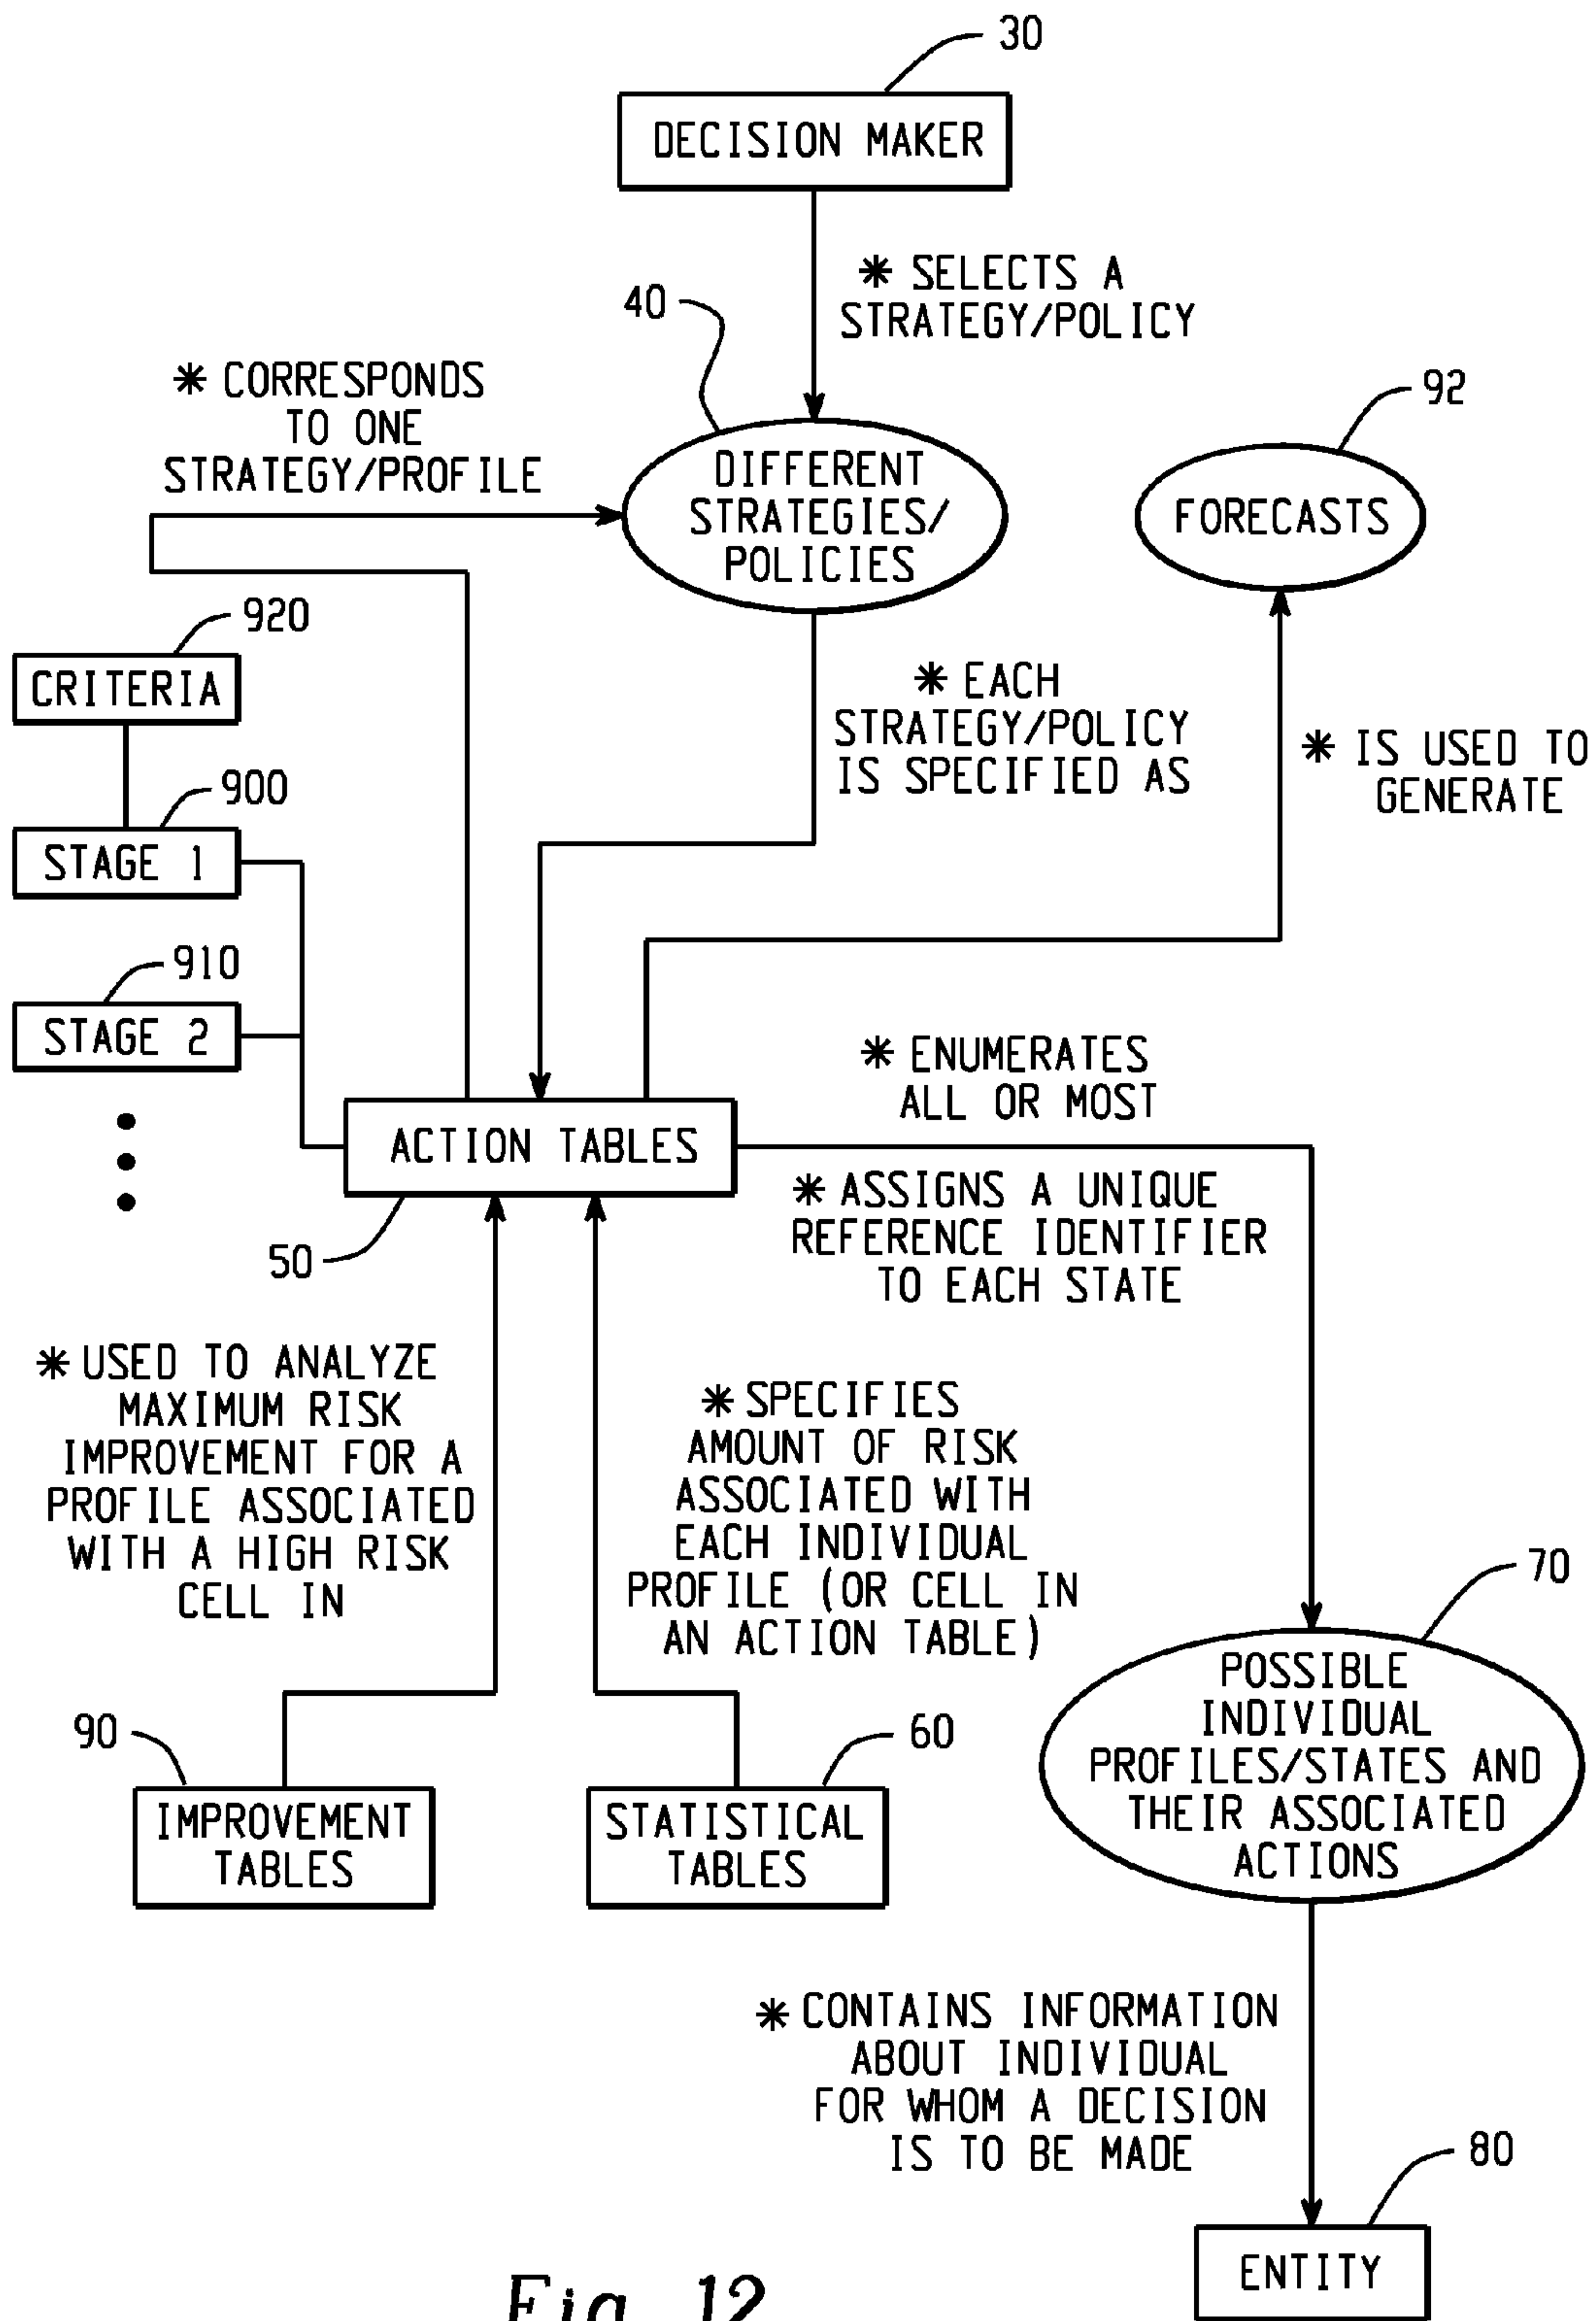 30
DECISION MAKER
* SELECTS A
STRATEGY/POLICY
40
* CORRESPONDS
TO ONE
STRATEGY/PROFILE
92
DIFFERENT
STRATEGIES/
POLICIES
FORECASTS
920
CRITERIA
* EACH
STRATEGY/POLICY
IS SPECIFIED AS
* IS USED TO
GENERATE
900
STAGE 1
910
STAGE 2
* ENUMERATES
ALL OR MOST
ACTION TABLES
* ASSIGNS A UNIQUE
REFERENCE IDENTIFIER
TO EACH STATE
50
* USED TO ANALYZE
MAXIMUM RISK
IMPROVEMENT FOR A
PROFILE ASSOCIATED
WITH A HIGH RISK
CELL IN
* SPECIFIES
AMOUNT OF RISK
ASSOCIATED WITH
EACH INDIVIDUAL
PROFILE (OR CELL IN
AN ACTION TABLE)
70
POSSIBLE
INDIVIDUAL
PROFILES/STATES AND
THEIR ASSOCIATED
ACTIONS
90
IMPROVEMENT
TABLES
60
STATISTICAL
TABLES
* CONTAINS INFORMATION
ABOUT INDIVIDUAL
FOR WHOM A DECISION
IS TO BE MADE
80
ENTITY
Fig. 12